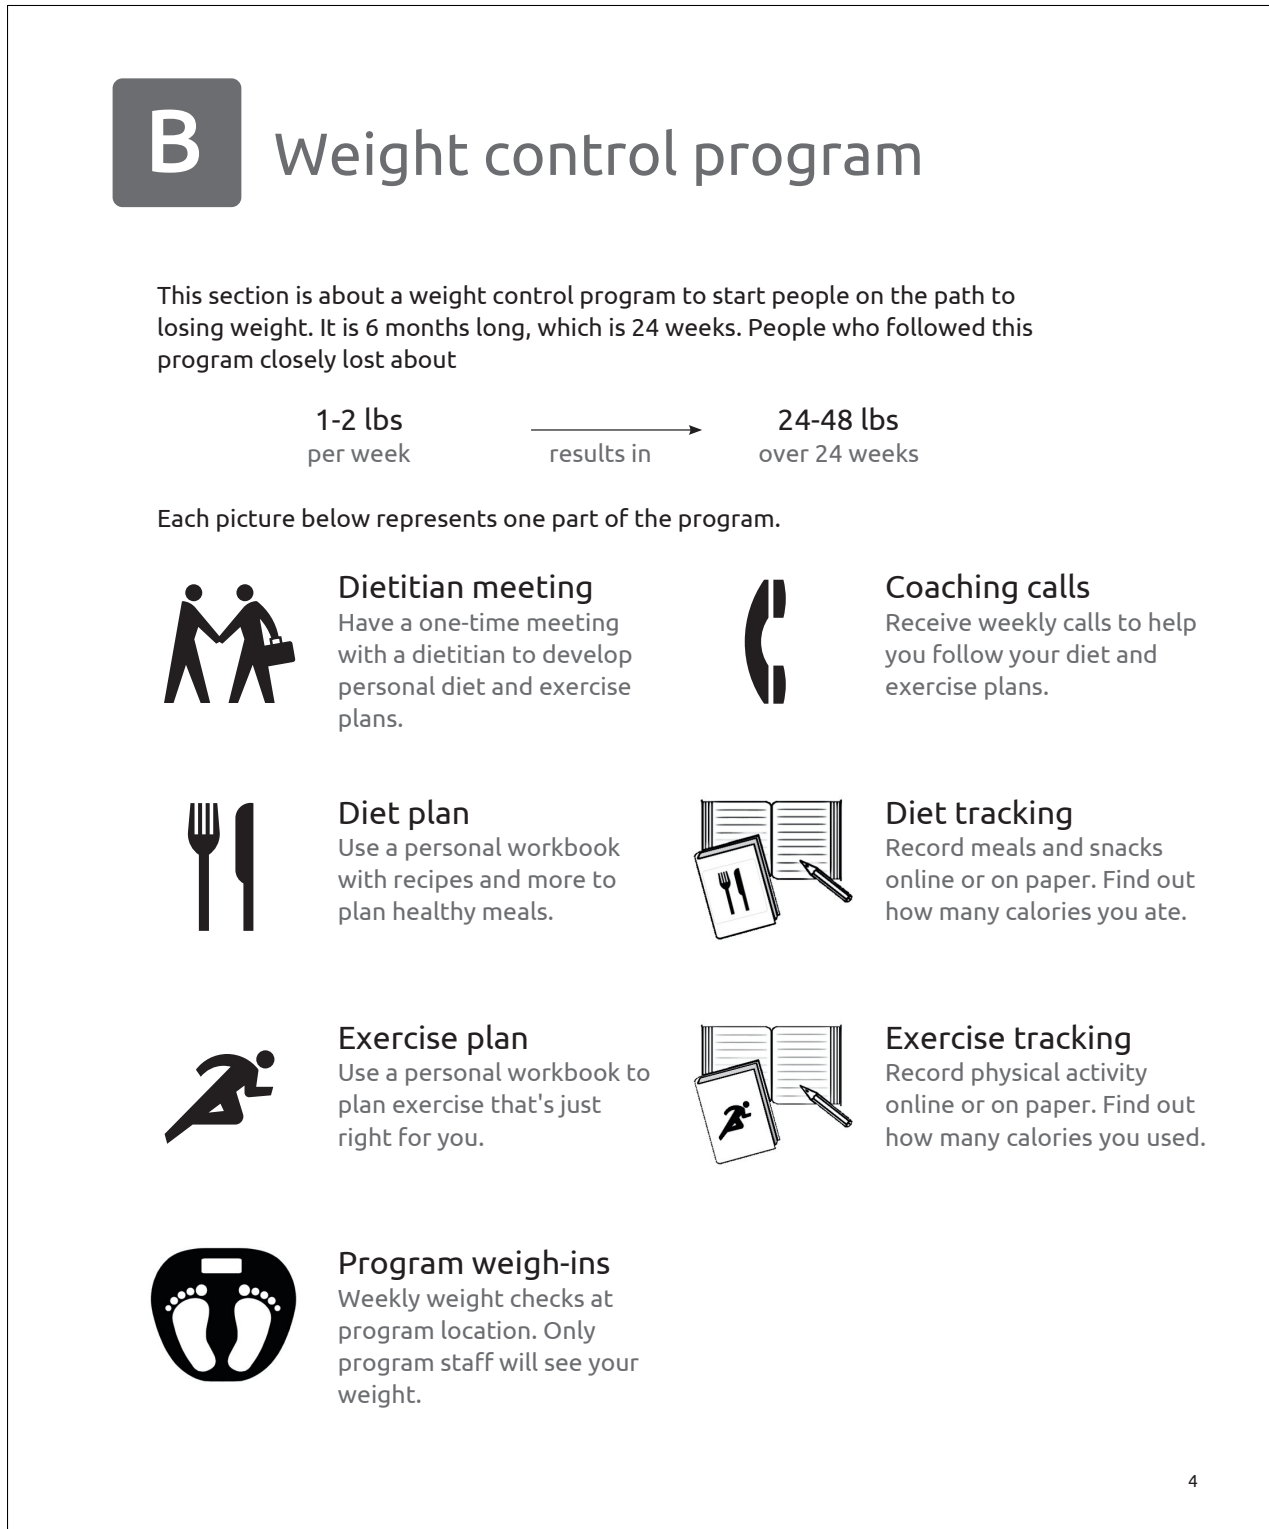 B
Weight control program
This section is about a weight control program to start people on the path to
losing weight. It is 6 months long, which is 24 weeks. People who followed this
program closely lost about
1-2 lbs
per week
results in
24-48 lbs
over 24 weeks
Each picture below represents one part of the program.
Dietitian meeting
Have a one-time meeting
with a dietitian to develop
personal diet and exercise
plans.
Coaching calls
Receive weekly calls to help
you follow your diet and
exercise plans.
Diet plan
Use a personal workbook
with recipes and more to
plan healthy meals.
Diet tracking
Record meals and snacks
online or on paper. Find out
how many calories you ate.
Exercise plan
Use a personal workbook to
plan exercise that's just
right for you.
Exercise tracking
Record physical activity
online or on paper. Find out
how many calories you used.
Program weigh-ins
Weekly weight checks at
program location. Only
program staff will see your
weight.
4